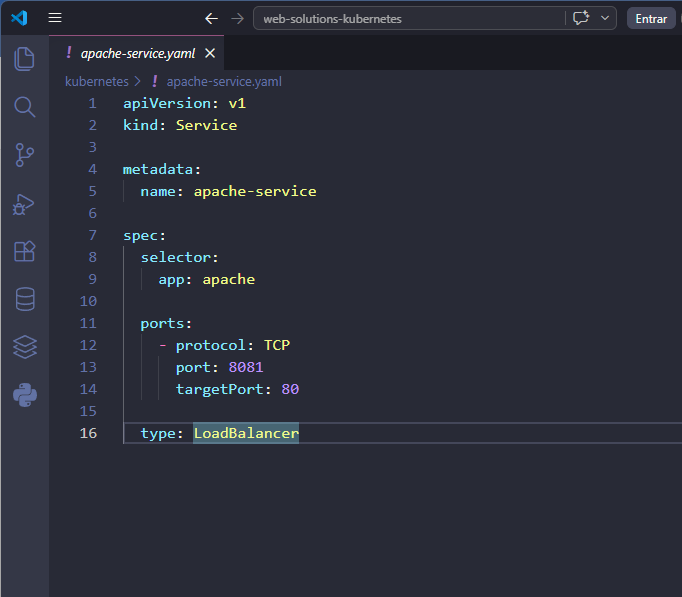 web-solutions-kubernetes
Entrar
! apache-service.yaml
kubernetes > ! apache-service.yaml
1 apiVersion: v1
2 kind: Service
3
4 metadata:
5   name: apache-service
6
7 spec:
8   selector:
9     app: apache
10
11   ports:
12     - protocol: TCP
13       port: 8081
14       targetPort: 80
15
16   type: LoadBalancer